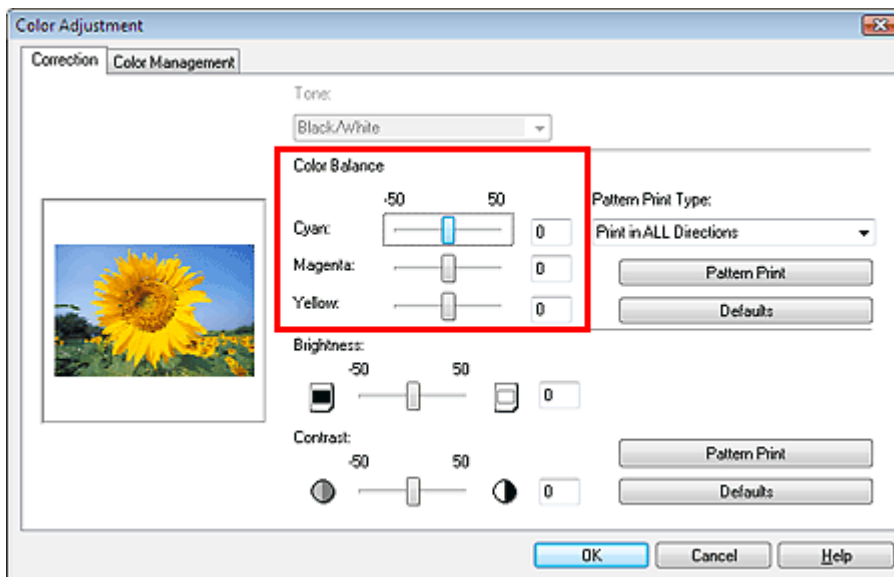 Color Adjustment
Correction Color Management
Tone:
Black/White
Color Balance
-50 50
Cyan: 0
Magenta: 0
Yellow: 0
Pattern Print Type:
Print in ALL Directions
Pattern Print
Defaults
Brightness:
-50 50
0
Contrast:
-50 50
0
Pattern Print
Defaults
OK Cancel Help